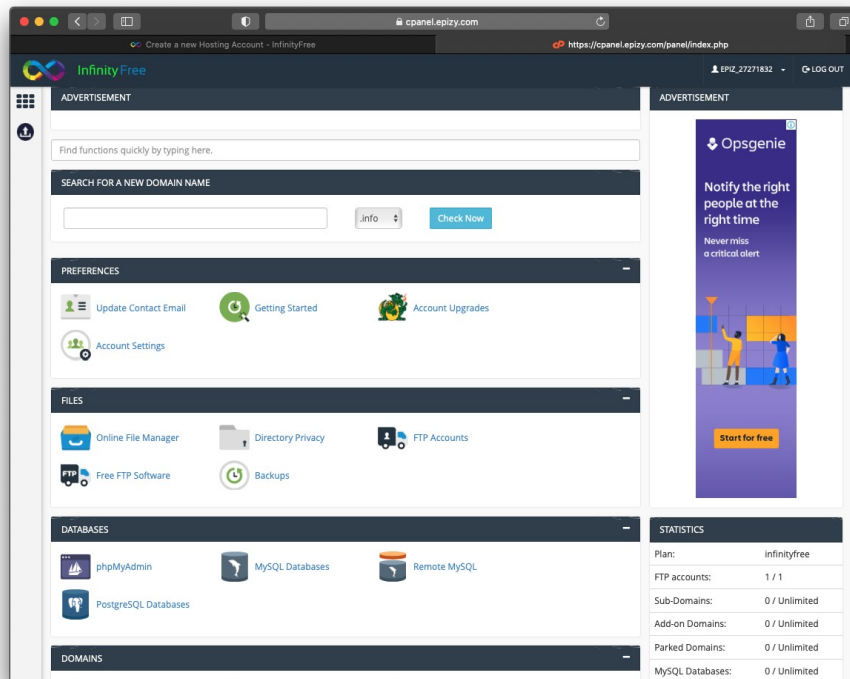 cpanel.epizy.com
Create a new Hosting Account - InfinityFree
https://cpanel.epizy.com/panel/index.php
InfinityFree
EPIZ_27271832
LOG OUT
ADVERTISEMENT
ADVERTISEMENT
Find functions quickly by typing here.
SEARCH FOR A NEW DOMAIN NAME
.info
Check Now
PREFERENCES
Update Contact Email
Getting Started
Account Upgrades
Account Settings
FILES
Online File Manager
Directory Privacy
FTP Accounts
FTP
Free FTP Software
Backups
DATABASES
phpMyAdmin
MySQL Databases
Remote MySQL
PostgreSQL Databases
DOMAINS
Opsgenie
Notify the right
people at the
right time
Never miss
a critical alert
Start for free
STATISTICS
Plan: infinityfree
FTP accounts: 1 / 1
Sub-Domains: 0 / Unlimited
Add-on Domains: 0 / Unlimited
Parked Domains: 0 / Unlimited
MySQL Databases: 0 / Unlimited